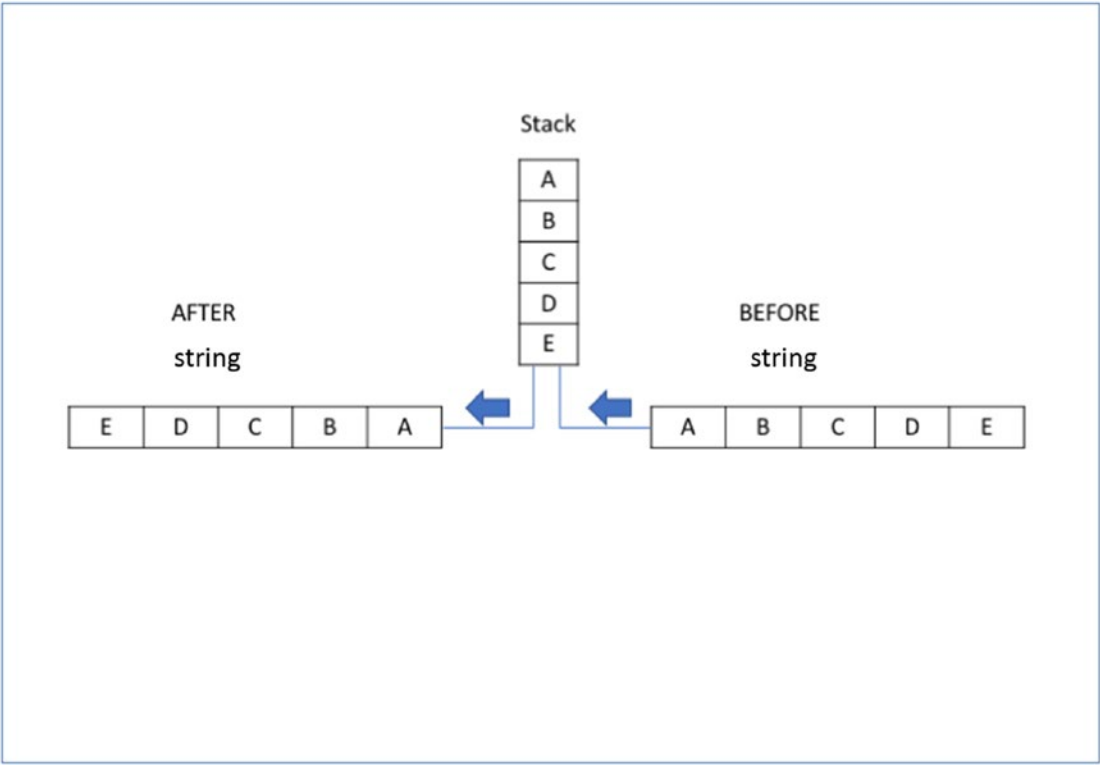 Stack
A
B
C
D
E
AFTER
string
E D C B A
BEFORE
string
A B C D E